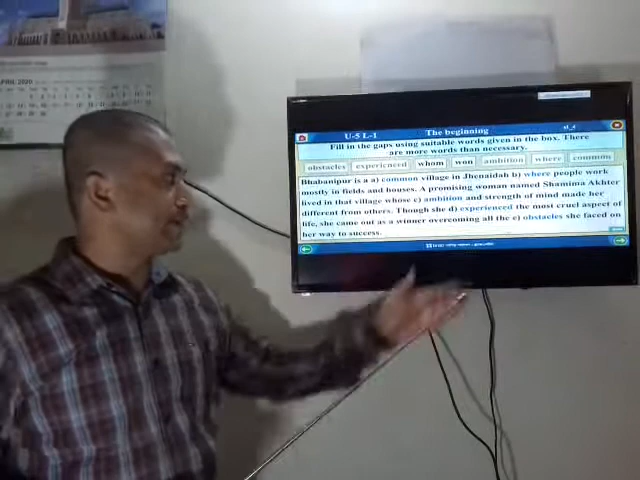 APRIL 2020
U-5 L-1 The beginning
Fill in the gaps using suitable words given in the box. There
are more words than necessary.
obstacles experienced whom won ambition where common
Bhabanipur is a a) common village in Jhenaidah b) where people work
mostly in fields and houses. A promising woman named Shamima Akhter
lived in that village whose c) ambition and strength of mind made her
different from others. Though she d) experienced the most cruel aspect of
life, she came out as a winner overcoming all the e) obstacles she faced on
her way to success.